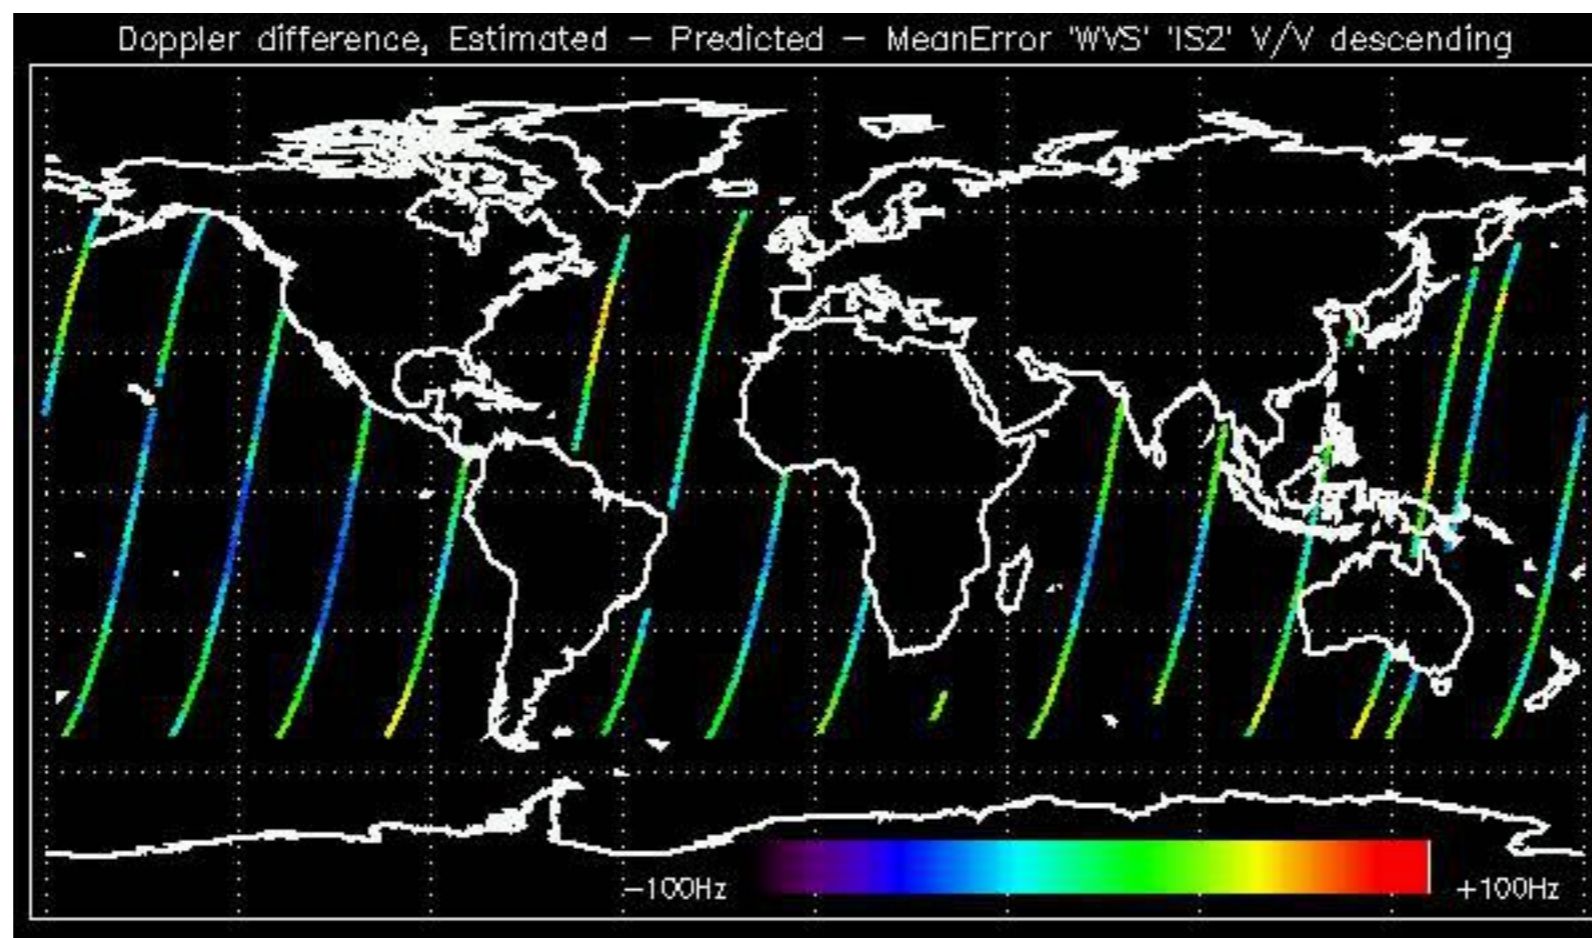 Doppler difference, Estimated – Predicted – MeanError 'WVS' 'IS2' V/V descending
–100Hz
+100Hz